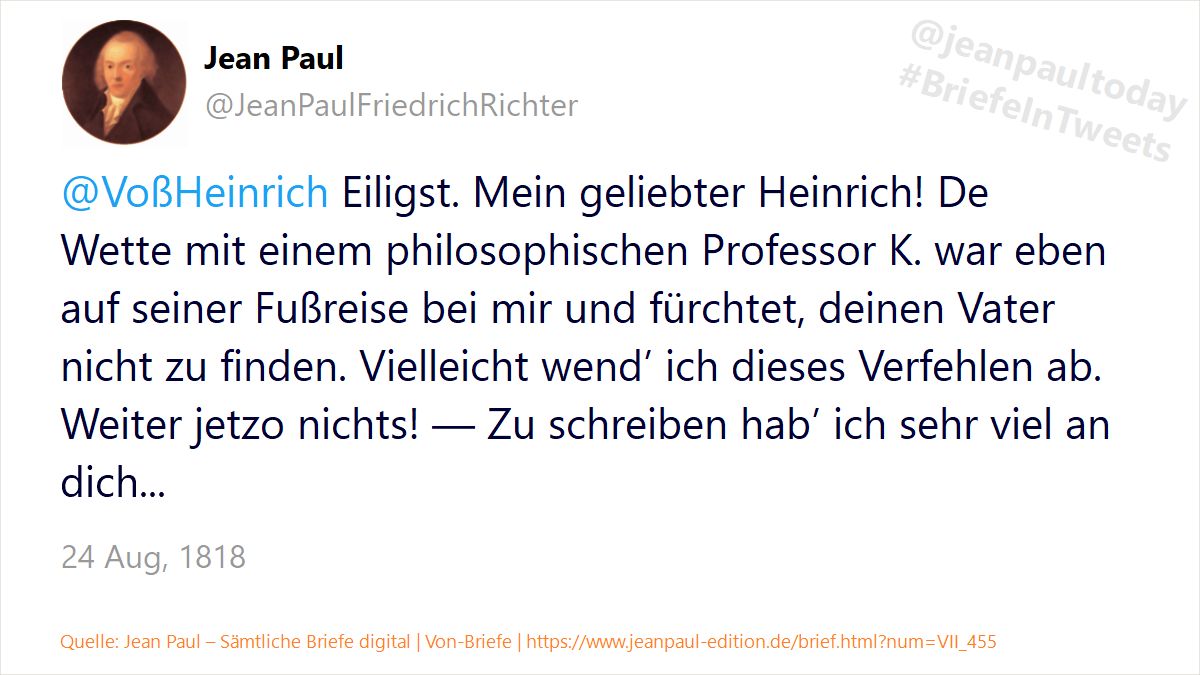 Jean Paul
@JeanPaulFriedrichRichter
@jeanpaultoday
#BriefeInTweets
@VoßHeinrich Eiligst. Mein geliebter Heinrich! De
Wette mit einem philosophischen Professor K. war eben
auf seiner Fußreise bei mir und fürchtet, deinen Vater
nicht zu finden. Vielleicht wend’ ich dieses Verfehlen ab.
Weiter jetzo nichts! — Zu schreiben hab’ ich sehr viel an
dich...
24 Aug, 1818
Quelle: Jean Paul – Sämtliche Briefe digital | Von-Briefe | https://www.jeanpaul-edition.de/brief.html?num=VII_455